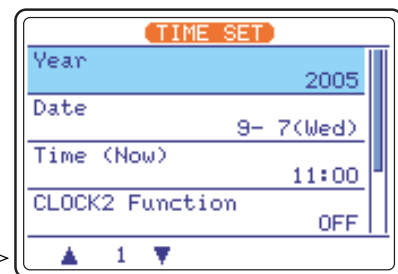 TIME SET
Year
2005
Date
9- 7(Wed)
Time (Now)
11:00
CLOCK2 Function
OFF
▲ 1 ▼